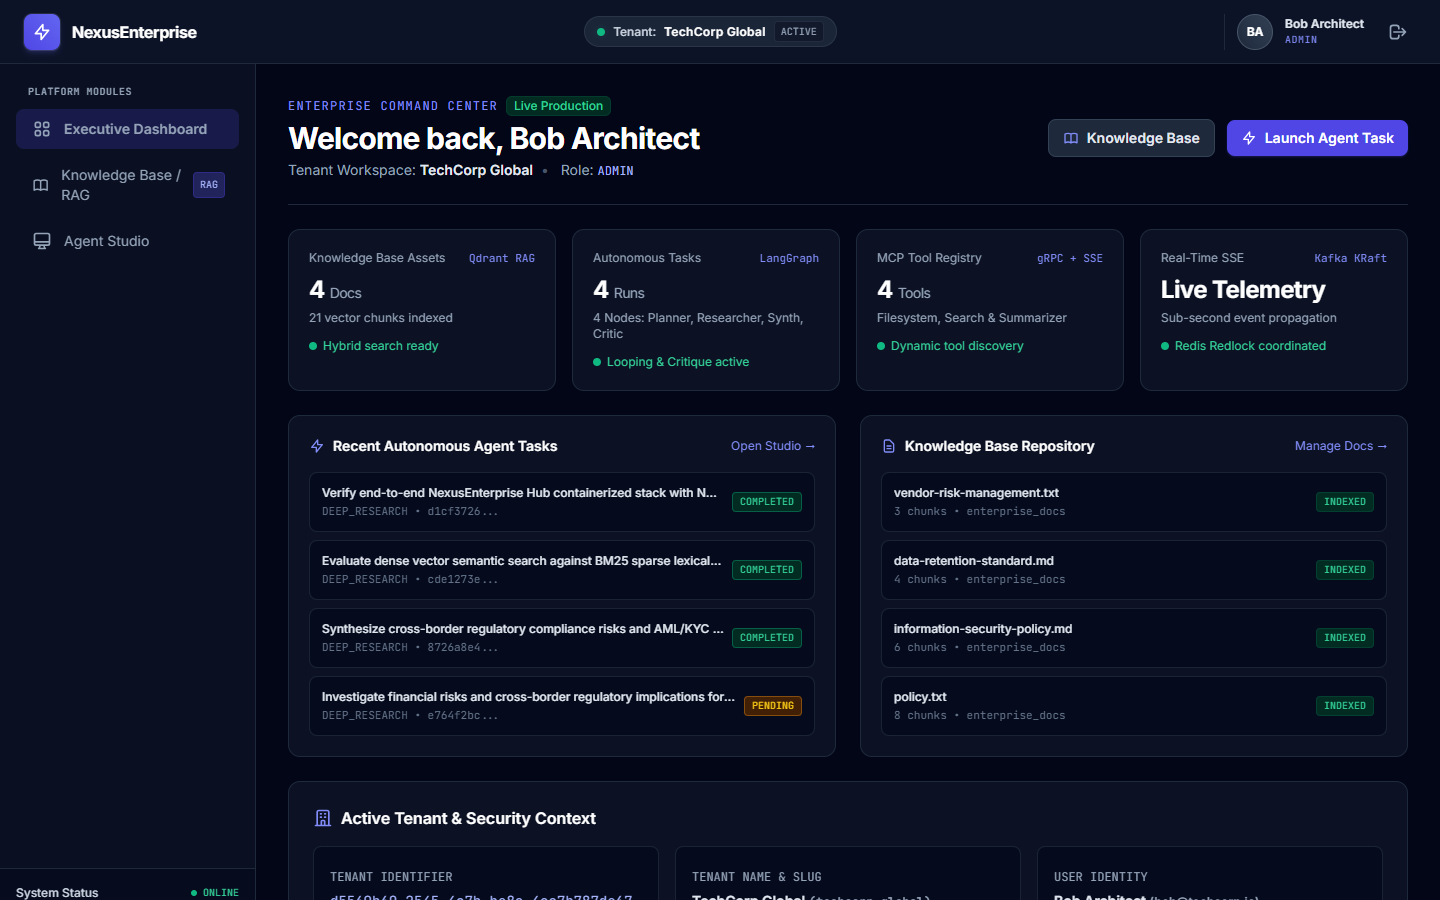 NexusEnterprise
Tenant: TechCorp Global ACTIVE
BA
Bob Architect
ADMIN
PLATFORM MODULES
Executive Dashboard
Knowledge Base /
RAG
RAG
Agent Studio
System Status
ONLINE
ENTERPRISE COMMAND CENTER Live Production
Welcome back, Bob Architect
Tenant Workspace: TechCorp Global • Role: ADMIN
Knowledge Base
Launch Agent Task
Knowledge Base Assets Qdrant RAG
4 Docs
21 vector chunks indexed
Hybrid search ready
Autonomous Tasks LangGraph
4 Runs
4 Nodes: Planner, Researcher, Synth,
Critic
Looping & Critique active
MCP Tool Registry gRPC + SSE
4 Tools
Filesystem, Search & Summarizer
Dynamic tool discovery
Real-Time SSE Kafka KRaft
Live Telemetry
Sub-second event propagation
Redis Redlock coordinated
Recent Autonomous Agent Tasks Open Studio →
Verify end-to-end NexusEnterprise Hub containerized stack with N...
DEEP_RESEARCH • d1cf3726...
COMPLETED
Evaluate dense vector semantic search against BM25 sparse lexical...
DEEP_RESEARCH • cde1273e...
COMPLETED
Synthesize cross-border regulatory compliance risks and AML/KYC ...
DEEP_RESEARCH • 8726a8e4...
COMPLETED
Investigate financial risks and cross-border regulatory implications for...
DEEP_RESEARCH • e764f2bc...
PENDING
Knowledge Base Repository Manage Docs →
vendor-risk-management.txt
3 chunks • enterprise_docs
INDEXED
data-retention-standard.md
4 chunks • enterprise_docs
INDEXED
information-security-policy.md
6 chunks • enterprise_docs
INDEXED
policy.txt
8 chunks • enterprise_docs
INDEXED
Active Tenant & Security Context
TENANT IDENTIFIER
TENANT NAME & SLUG
TechCorp Global (techcorp-global)
USER IDENTITY
Bob Architect